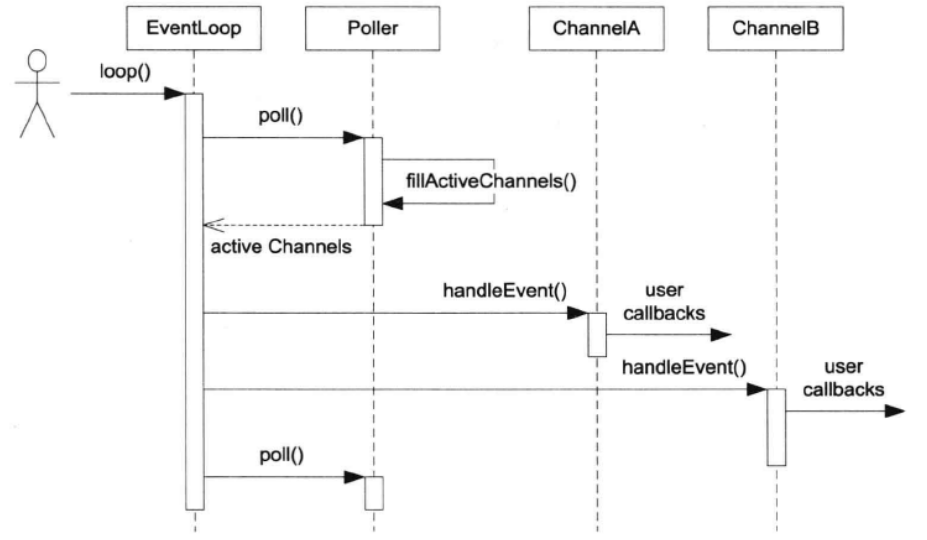 EventLoop
Poller
ChannelA
ChannelB
loop()
poll()
fillActiveChannels()
active Channels
handleEvent()
user
callbacks
handleEvent()
user
callbacks
poll()